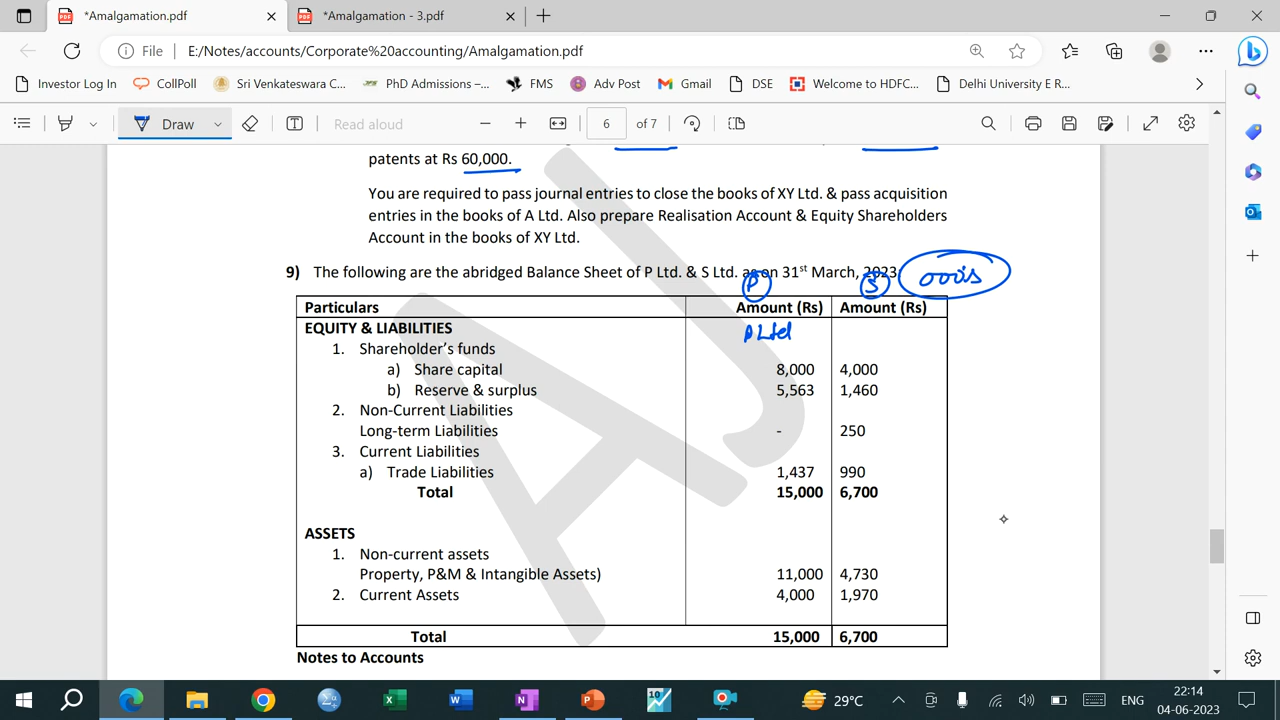 *Amalgamation.pdf
*Amalgamation - 3.pdf
File
E:/Notes/accounts/Corporate%20accounting/Amalgamation.pdf
Investor Log In
CollPoll
Sri Venkateswara C...
PhD Admissions –...
FMS
Adv Post
Gmail
DSE
Welcome to HDFC...
Delhi University E R...
Draw
Read aloud
6 of 7
patents at Rs 60,000.
You are required to pass journal entries to close the books of XY Ltd. & pass acquisition
entries in the books of A Ltd. Also prepare Realisation Account & Equity Shareholders
Account in the books of XY Ltd.
9) The following are the abridged Balance Sheet of P Ltd. & S Ltd. as on 31st March, 2023.
000's
P S
Particulars Amount (Rs) Amount (Rs)
EQUITY & LIABILITIES P Ltd
1. Shareholder's funds
a) Share capital 8,000 4,000
b) Reserve & surplus 5,563 1,460
2. Non-Current Liabilities
Long-term Liabilities - 250
3. Current Liabilities
a) Trade Liabilities 1,437 990
Total 15,000 6,700
ASSETS
1. Non-current assets
Property, P&M & Intangible Assets) 11,000 4,730
2. Current Assets 4,000 1,970
Total 15,000 6,700
Notes to Accounts
AJ
29°C
ENG
22:14
04-06-2023